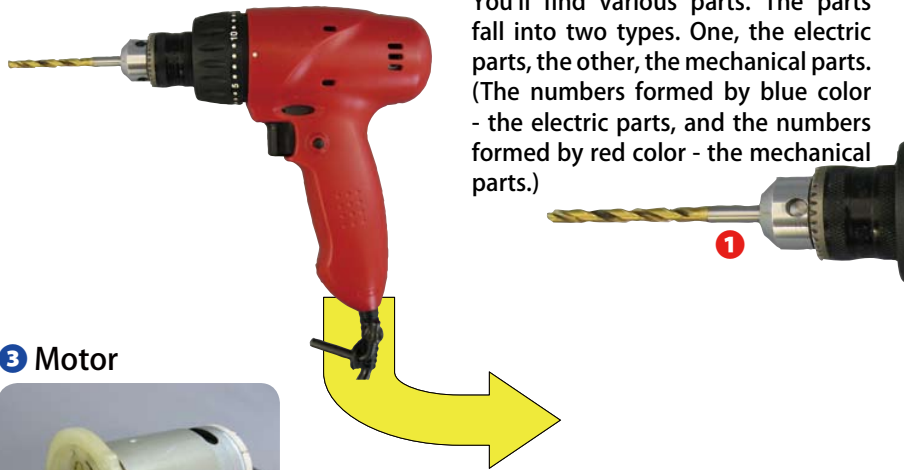 You'll find various parts. The parts
fall into two types. One, the electric
parts, the other, the mechanical parts.
(The numbers formed by blue color
- the electric parts, and the numbers
formed by red color - the mechanical
parts.)
1
3 Motor
10
5